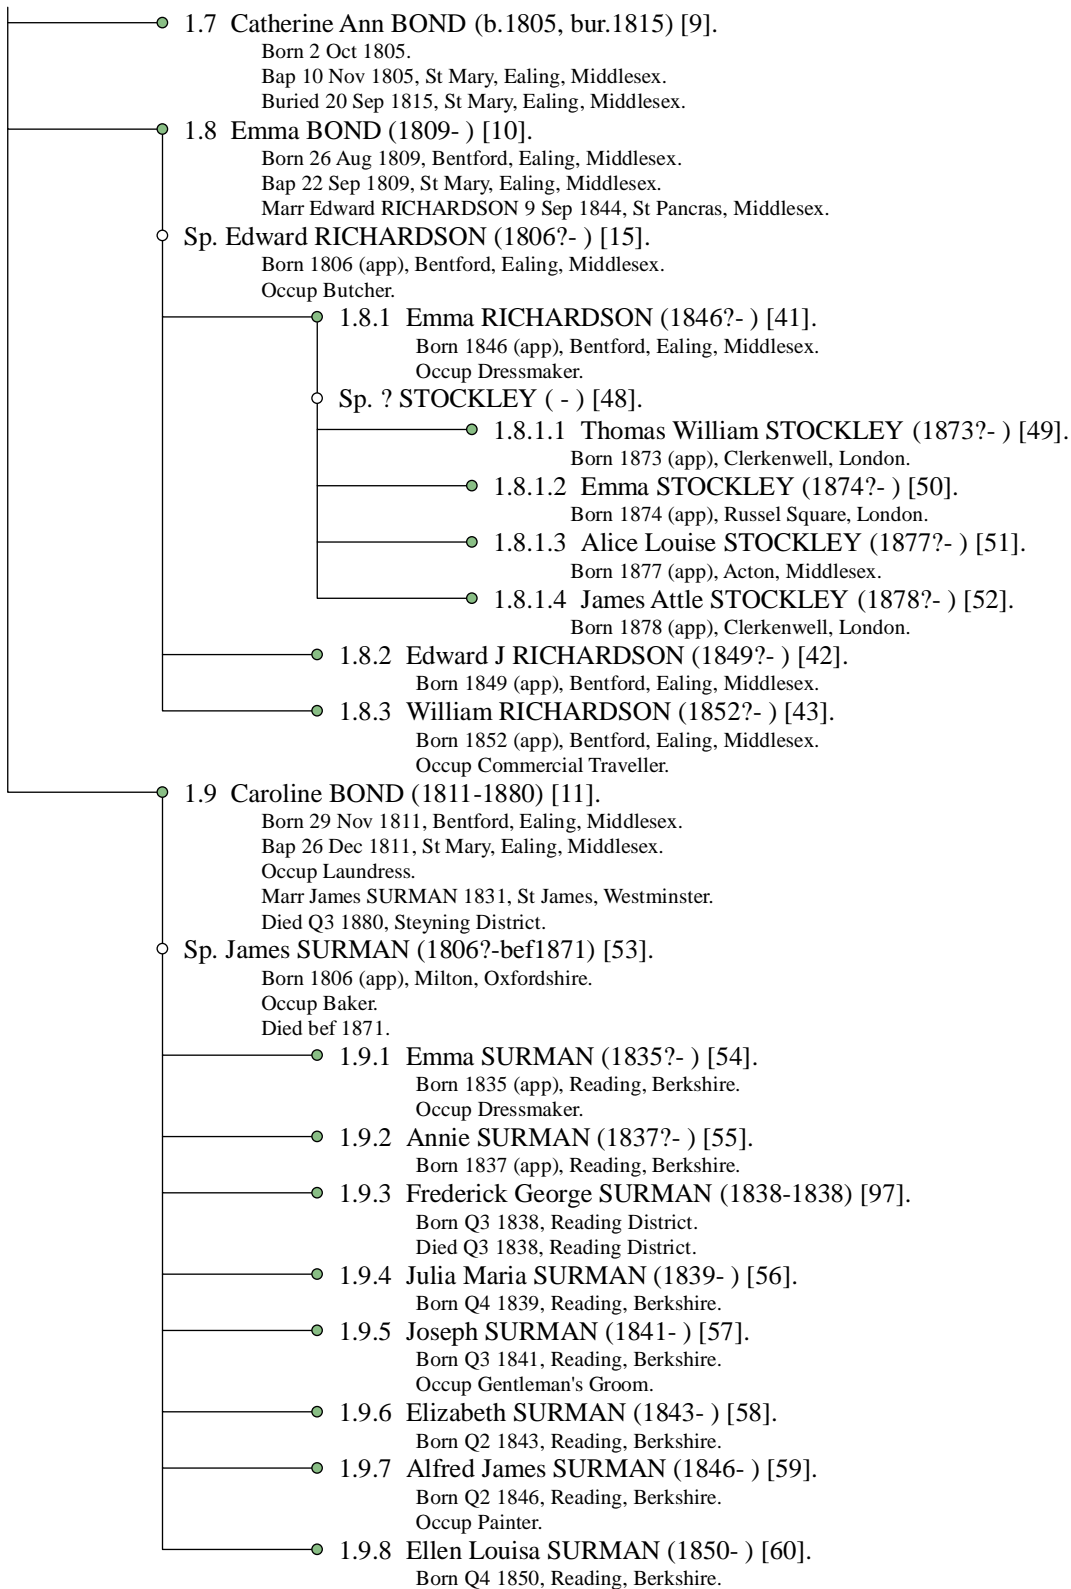 1.7 Catherine Ann BOND (b.1805, bur.1815) [9].
Born 2 Oct 1805.
Bap 10 Nov 1805, St Mary, Ealing, Middlesex.
Buried 20 Sep 1815, St Mary, Ealing, Middlesex.
1.8 Emma BOND (1809- ) [10].
Born 26 Aug 1809, Bentford, Ealing, Middlesex.
Bap 22 Sep 1809, St Mary, Ealing, Middlesex.
Marr Edward RICHARDSON 9 Sep 1844, St Pancras, Middlesex.
Sp. Edward RICHARDSON (1806?- ) [15].
Born 1806 (app), Bentford, Ealing, Middlesex.
Occup Butcher.
1.8.1 Emma RICHARDSON (1846?- ) [41].
Born 1846 (app), Bentford, Ealing, Middlesex.
Occup Dressmaker.
Sp. ? STOCKLEY ( - ) [48].
1.8.1.1 Thomas William STOCKLEY (1873?- ) [49].
Born 1873 (app), Clerkenwell, London.
1.8.1.2 Emma STOCKLEY (1874?- ) [50].
Born 1874 (app), Russel Square, London.
1.8.1.3 Alice Louise STOCKLEY (1877?- ) [51].
Born 1877 (app), Acton, Middlesex.
1.8.1.4 James Attle STOCKLEY (1878?- ) [52].
Born 1878 (app), Clerkenwell, London.
1.8.2 Edward J RICHARDSON (1849?- ) [42].
Born 1849 (app), Bentford, Ealing, Middlesex.
1.8.3 William RICHARDSON (1852?- ) [43].
Born 1852 (app), Bentford, Ealing, Middlesex.
Occup Commercial Traveller.
1.9 Caroline BOND (1811-1880) [11].
Born 29 Nov 1811, Bentford, Ealing, Middlesex.
Bap 26 Dec 1811, St Mary, Ealing, Middlesex.
Occup Laundress.
Marr James SURMAN 1831, St James, Westminster.
Died Q3 1880, Steyning District.
Sp. James SURMAN (1806?-bef1871) [53].
Born 1806 (app), Milton, Oxfordshire.
Occup Baker.
Died bef 1871.
1.9.1 Emma SURMAN (1835?- ) [54].
Born 1835 (app), Reading, Berkshire.
Occup Dressmaker.
1.9.2 Annie SURMAN (1837?- ) [55].
Born 1837 (app), Reading, Berkshire.
1.9.3 Frederick George SURMAN (1838-1838) [97].
Born Q3 1838, Reading District.
Died Q3 1838, Reading District.
1.9.4 Julia Maria SURMAN (1839- ) [56].
Born Q4 1839, Reading, Berkshire.
1.9.5 Joseph SURMAN (1841- ) [57].
Born Q3 1841, Reading, Berkshire.
Occup Gentleman's Groom.
1.9.6 Elizabeth SURMAN (1843- ) [58].
Born Q2 1843, Reading, Berkshire.
1.9.7 Alfred James SURMAN (1846- ) [59].
Born Q2 1846, Reading, Berkshire.
Occup Painter.
1.9.8 Ellen Louisa SURMAN (1850- ) [60].
Born Q4 1850, Reading, Berkshire.